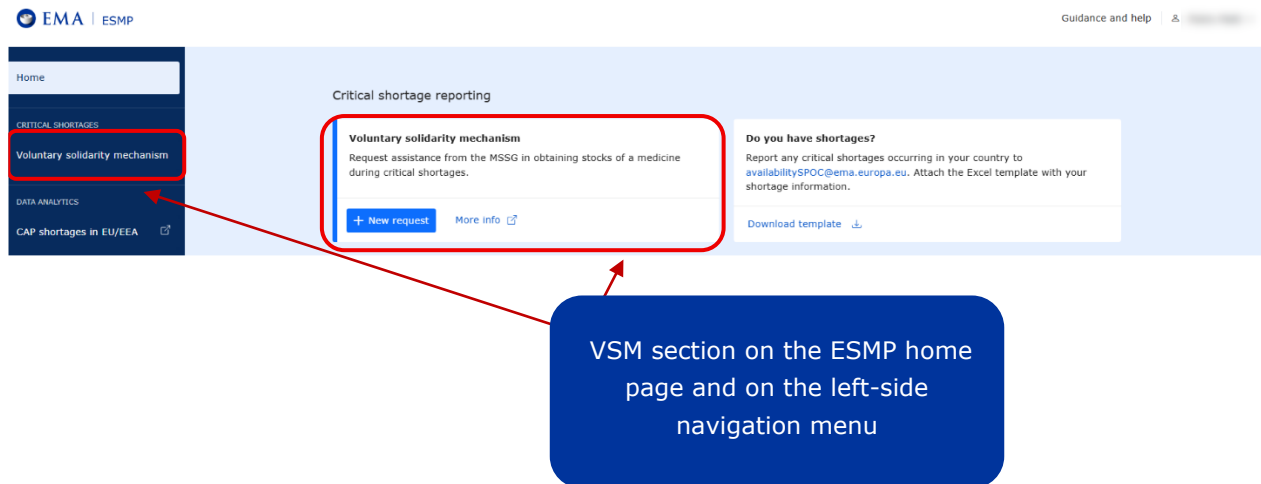 EMA | ESMP
Guidance and help
Home
CRITICAL SHORTAGES
Voluntary solidarity mechanism
DATA ANALYTICS
CAP shortages in EU/EEA
Critical shortage reporting
Voluntary solidarity mechanism
Request assistance from the MSSG in obtaining stocks of a medicine
during critical shortages.
+ New request
More info
Do you have shortages?
Report any critical shortages occurring in your country to
availabilitySPOC@ema.europa.eu. Attach the Excel template with your
shortage information.
Download template
VSM section on the ESMP home
page and on the left-side
navigation menu